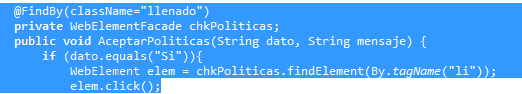 @FindBy(className="llenado")
private WebElementFacade chkPoliticas;
public void AceptarPoliticas(String dato, String mensaje) {
if (dato.equals("Si")){
WebElement elem = chkPoliticas.findElement(By.tagName("li"));
elem.click();